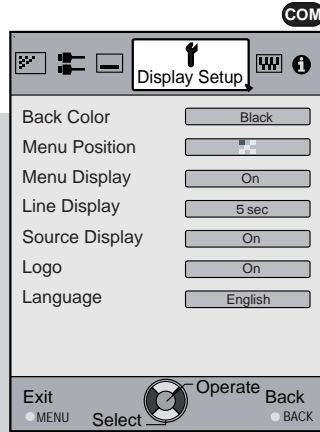 COM
Display Setup
Back Color Black
Menu Position
Menu Display On
Line Display 5 sec
Source Display On
Logo On
Language English
Exit Operate Back
MENU Select BACK